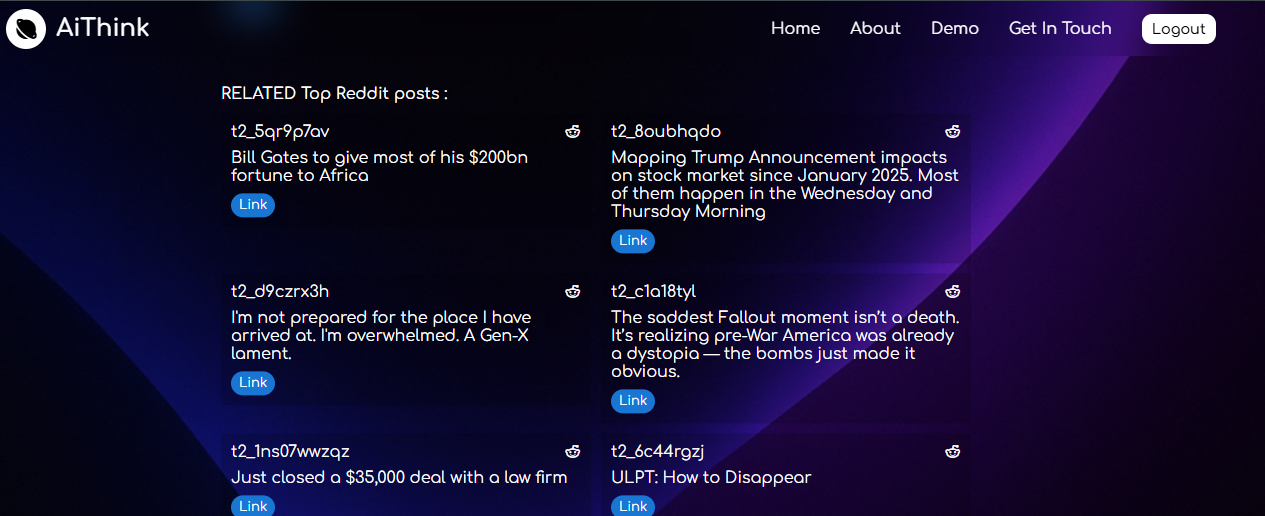 AiThink
Home About Demo Get In Touch Logout
RELATED Top Reddit posts :
t2_5qr9p7av
Bill Gates to give most of his $200bn
fortune to Africa
Link
t2_8oubhqdo
Mapping Trump Announcement impacts
on stock market since January 2025. Most
of them happen in the Wednesday and
Thursday Morning
Link
t2_d9czrx3h
I'm not prepared for the place I have
arrived at. I'm overwhelmed. A Gen-X
lament.
Link
t2_c1a18tyl
The saddest Fallout moment isn’t a death.
It’s realizing pre-War America was already
a dystopia — the bombs just made it
obvious.
Link
t2_1ns07wwzqz
Just closed a $35,000 deal with a law firm
Link
t2_6c44rgzj
ULPT: How to Disappear
Link